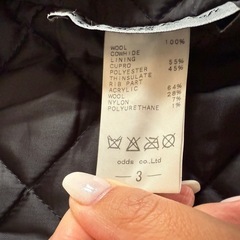 WOOL 100%
COWHIDE
LINING
CUPRO 55%
POLYESTER 45%
THINSULATE
RIB PART
ACRYLIC 64%
WOOL 28%
NYLON 7%
POLYURETHANE 1%
odds co.,Ltd
3